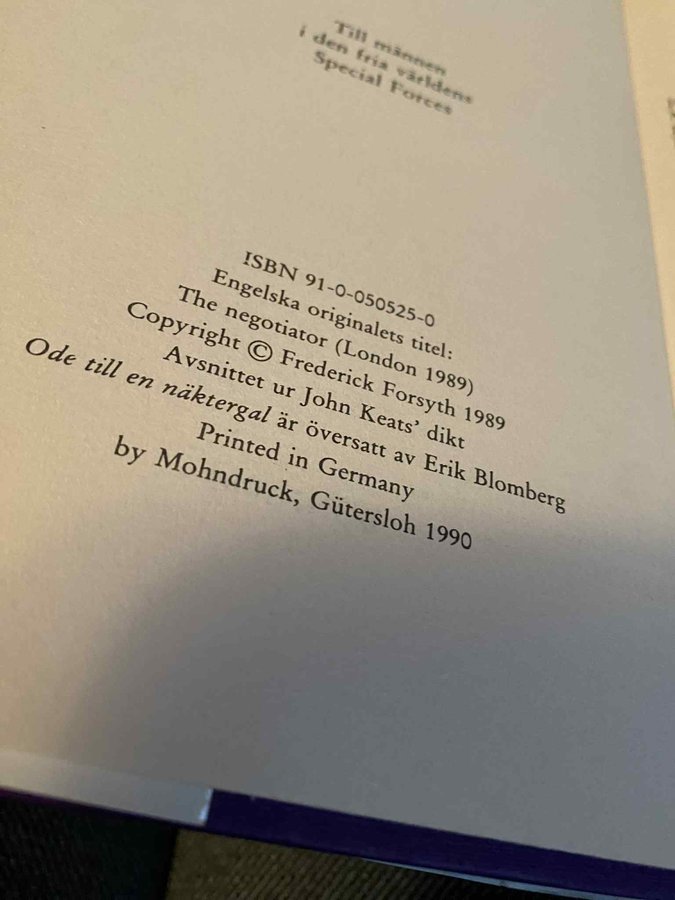 Till männen
i den fria världens
Special Forces
ISBN 91-0-050525-0
Engelska originalets titel:
The negotiator (London 1989)
Copyright © Frederick Forsyth 1989
Avsnittet ur John Keats’ dikt
Ode till en näktergal är översatt av Erik Blomberg
Printed in Germany
by Mohndruck, Gütersloh 1990